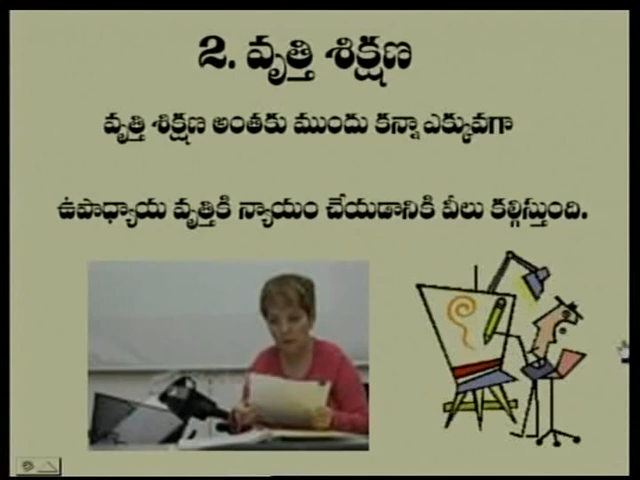 2. వృత్తి శిక్షణ
వృత్తి శిక్షణ అంతకు ముందు కన్నా ఎక్కువగా
ఉపాధ్యాయ వృత్తికి న్యాయం చేయడానికి వీలు కల్గిస్తుంది.